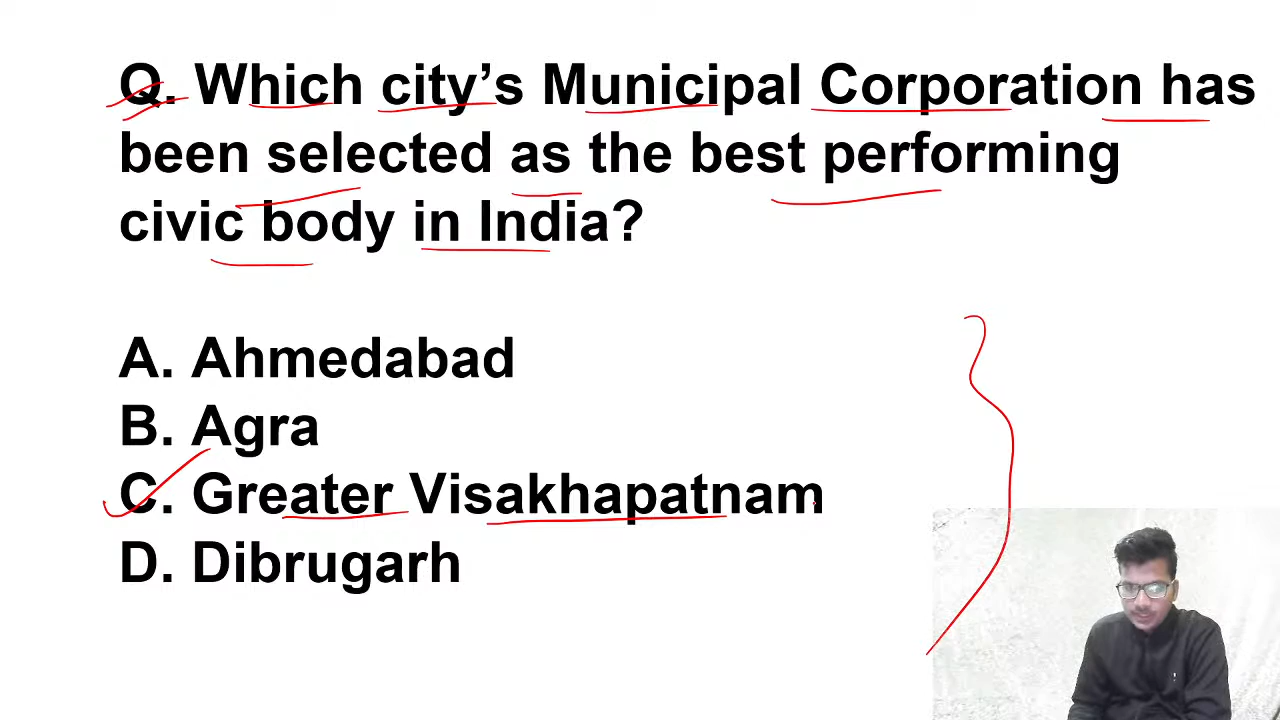 Q. Which city’s Municipal Corporation has
been selected as the best performing
civic body in India?
A. Ahmedabad
B. Agra
C. Greater Visakhapatnam
D. Dibrugarh